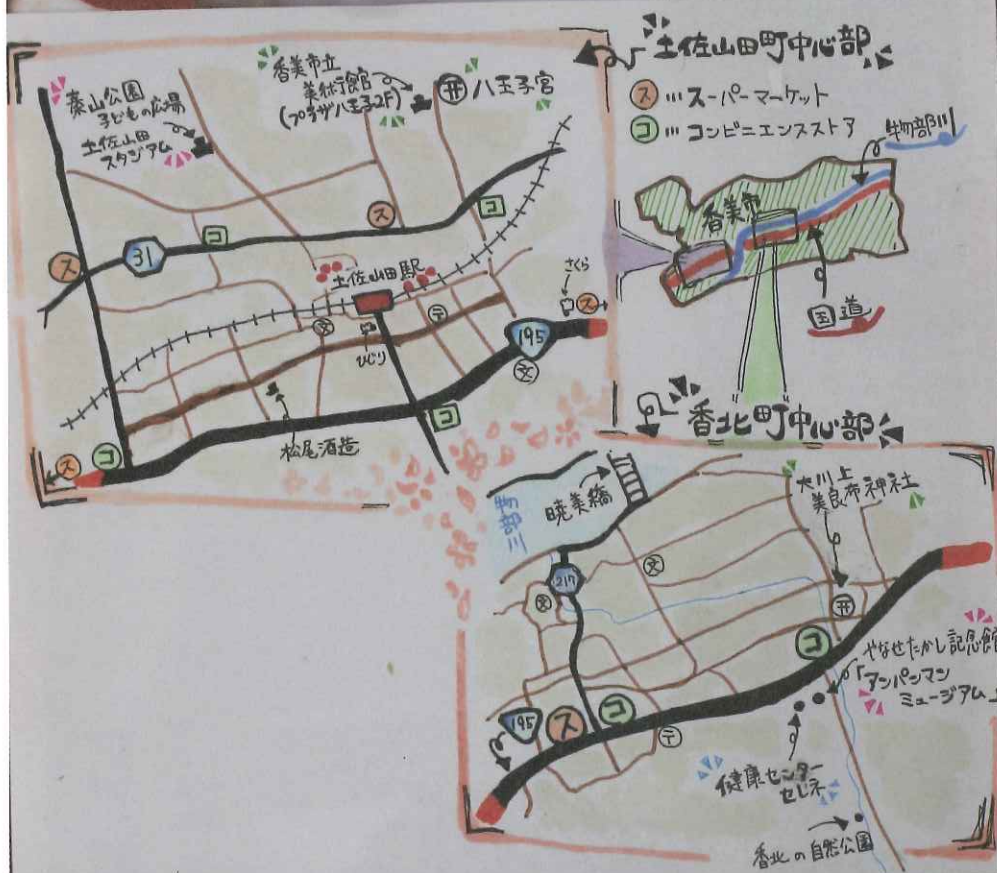 土佐山田町中心部
ス…スーパーマーケット
コ…コンビニエンスストア
物部川
香美市
国道
秦山公園
子どもの広場
土佐山田
スタジアム
香美市立
美術館
(プラザ八王子2F)
八王子宮
31
ス
コ
ス
コ
土佐山田駅
さくら
ス
文
〒
ひじり
195
文
松尾酒造
コ
ス
コ
香北町中心部
物部川
暁美橋
大川上
美良布神社
217
文
文
コ
やなせたかし記念館
「アンパンマン
ミュージアム」
195
ス
コ
〒
健康センター
セレネ
香北の自然公園